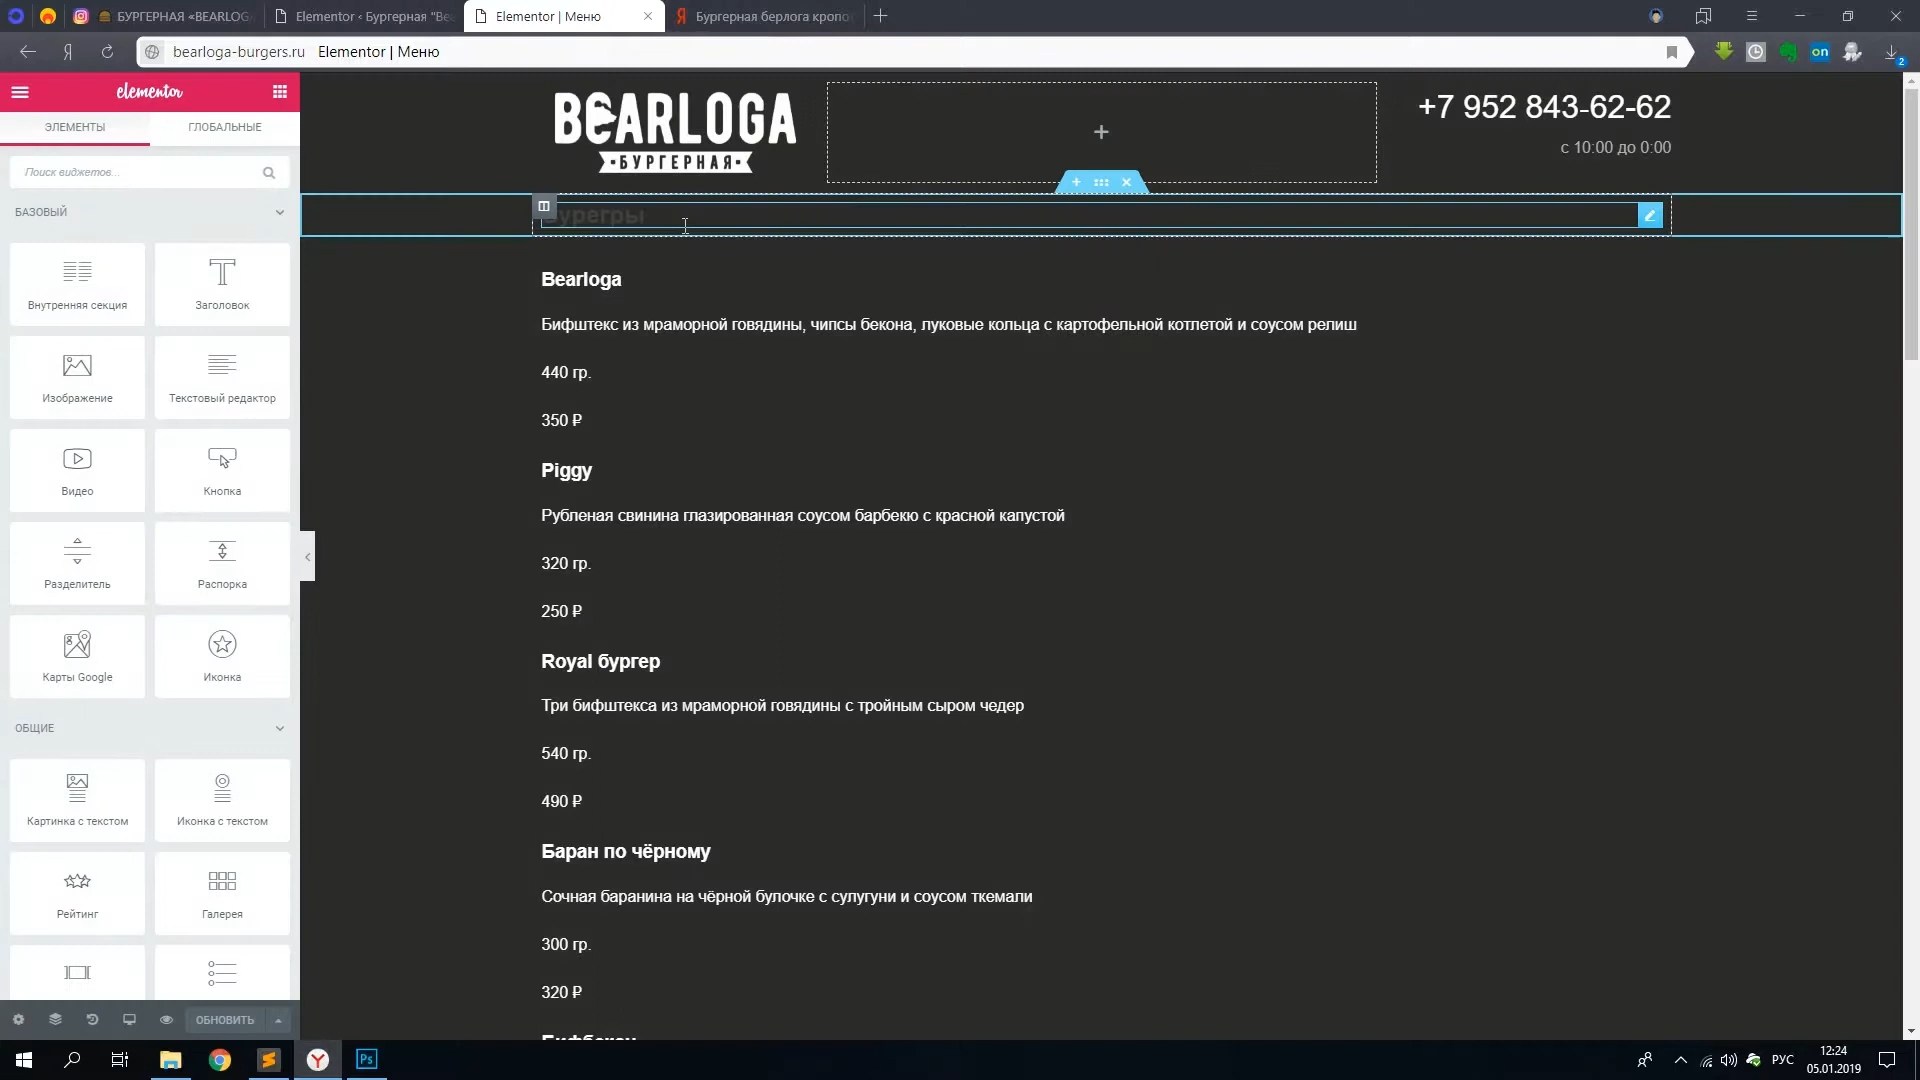 БУРГЕРНАЯ «BEARLOG
Elementor ‹ Бургерная "Bea
Elementor | Меню
Бургерная берлога кропо
bearloga-burgers.ru Elementor | Меню
on
2
elementor
ЭЛЕМЕНТЫ
ГЛОБАЛЬНЫЕ
Поиск виджетов...
БАЗОВЫЙ
Внутренняя секция
Заголовок
Изображение
Текстовый редактор
Видео
Кнопка
Разделитель
Распорка
Карты Google
Иконка
ОБЩИЕ
Картинка с текстом
Иконка с текстом
Рейтинг
Галерея
ОБНОВИТЬ
BEARLOGA
БУРГЕРНАЯ
+7 952 843-62-62
с 10:00 до 0:00
Бурегры
Bearloga
Бифштекс из мраморной говядины, чипсы бекона, луковые кольца с картофельной котлетой и соусом релиш
440 гр.
350 ₽
Piggy
Рубленая свинина глазированная соусом барбекю с красной капустой
320 гр.
250 ₽
Royal бургер
Три бифштекса из мраморной говядины с тройным сыром чедер
540 гр.
490 ₽
Баран по чёрному
Сочная баранина на чёрной булочке с сулугуни и соусом ткемали
300 гр.
320 ₽
Ps
РУС
12:24
05.01.2019